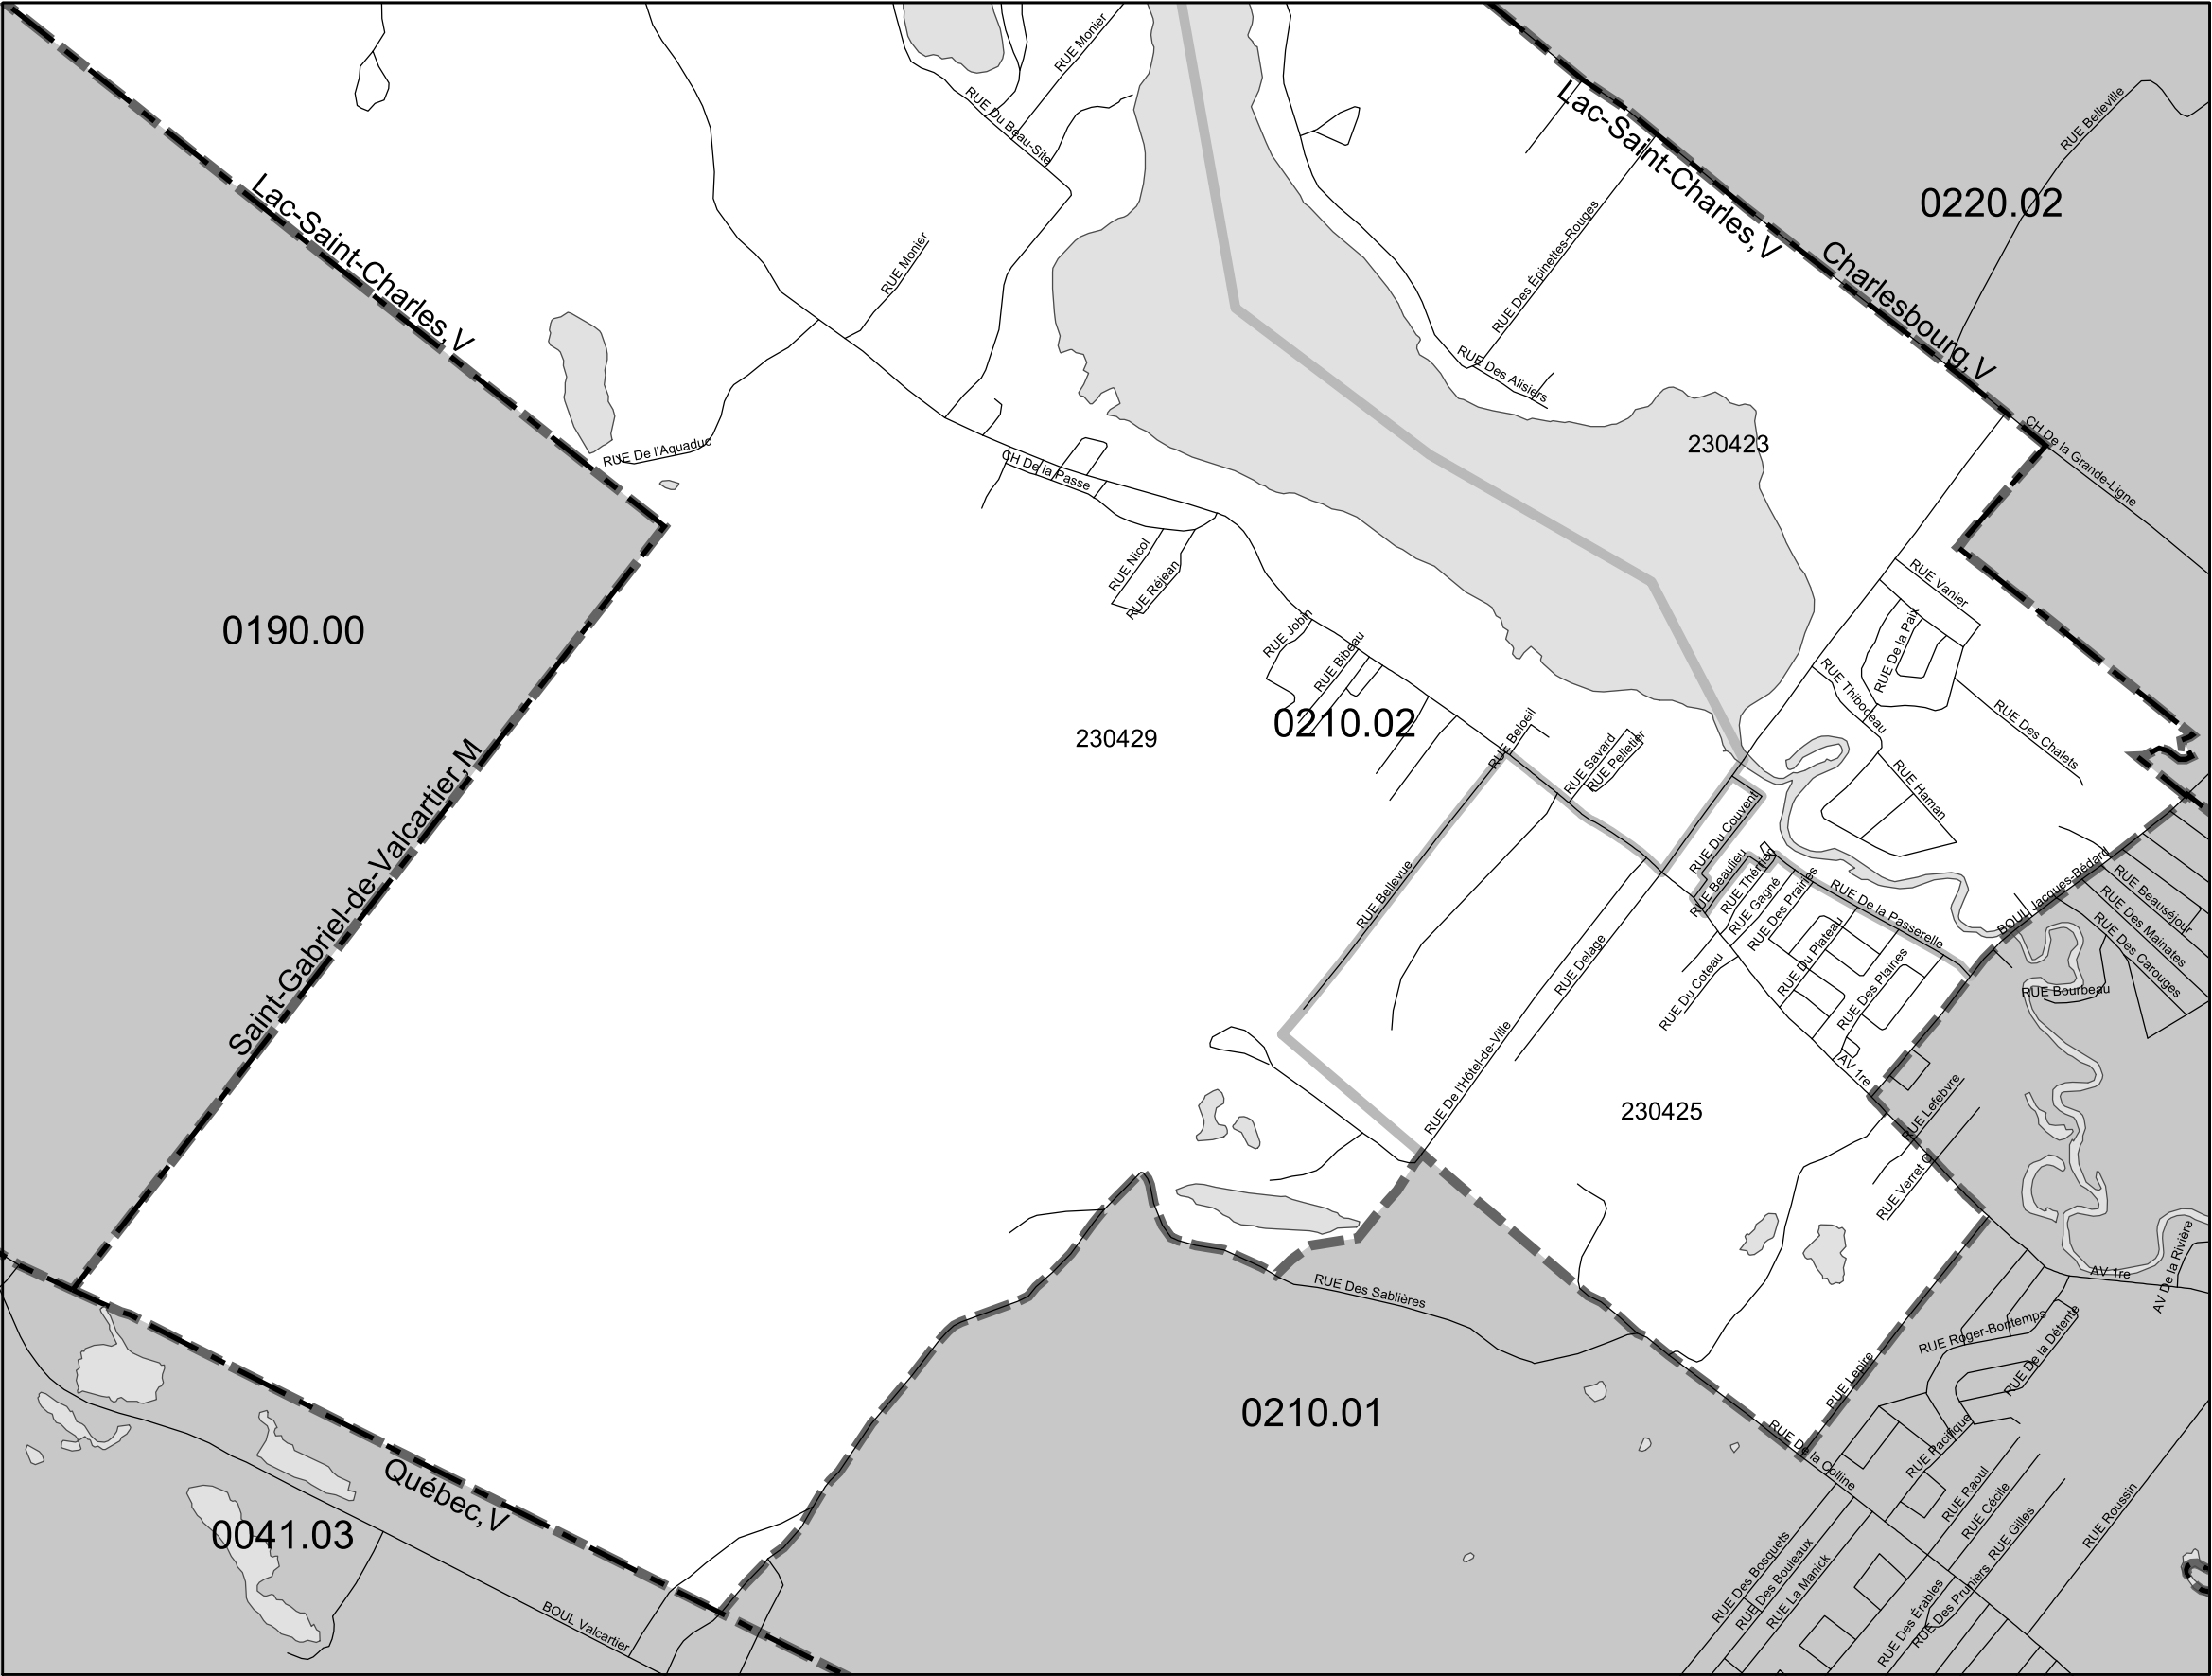 RUE Monier
RUE Du Beau-Site
Lac-Saint-Charles,V
RUE Belleville
0220.02
Lac-Saint-Charles,V
RUE Monier
RUE Des Épinettes-Rouges
Charlesbourg,V
RUE Des Alisiers
230423
CH De la Grande-Ligne
RUE De l'Aquaduc
CH De la Passe
RUE Nicol
RUE Réjean
RUE Vanier
RUE De la Paix
0190.00
RUE Jobin
RUE Bibeau
RUE Thibodeau
RUE Des Chalets
0210.02
230429
RUE Beloeil
RUE Savard
RUE Pelletier
RUE Haman
RUE Du Couvent
Saint-Gabriel-de-Valcartier,M
RUE Bellevue
RUE Beaulieu
RUE Thérrien
RUE Gagné
RUE Des Praines
RUE De la Passerelle
BOUL Jacques-Bédard
RUE Beauséjour
RUE Des Mainates
RUE Des Carouges
RUE Delage
RUE Du Coteau
RUE Du Plateau
RUE Des Plaines
RUE Bourbeau
RUE De l'Hôtel-de-Ville
AV 1re
230425
RUE Lefebvre
RUE Verret O
AV 1re
AV De la Rivière
RUE Des Sablières
RUE Roger-Bontemps
RUE De la Détente
0210.01
RUE Lepire
RUE De la Colline
RUE Pacifique
RUE Raoul
RUE Cécile
RUE Gilles
RUE Roussin
Québec,V
0041.03
BOUL Valcartier
RUE Des Bosquets
RUE Des Bouleaux
RUE La Manick
RUE Des Érables
RUE Des Pruniers